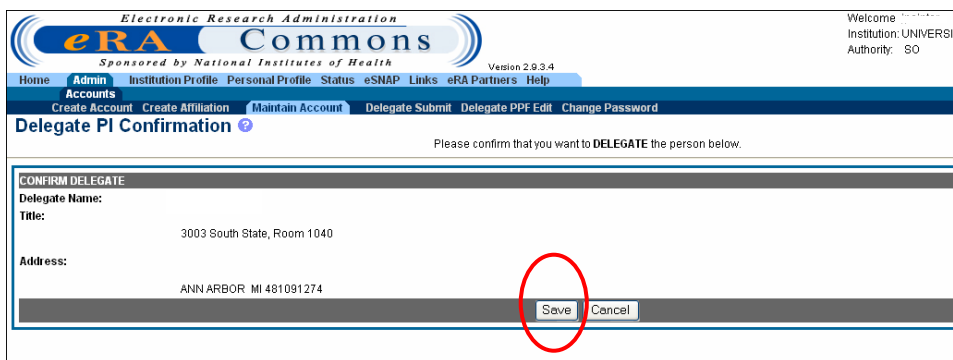 Electronic Research Administration
eRA Commons
Sponsored by National Institutes of Health
Version 2.9.3.4
Welcome
Institution: UNIVERSI
Authority: SO
Home Admin Institution Profile Personal Profile Status eSNAP Links eRA Partners Help
Accounts
Create Account Create Affiliation Maintain Account Delegate Submit Delegate PPF Edit Change Password
Delegate PI Confirmation ?
Please confirm that you want to DELEGATE the person below.
CONFIRM DELEGATE
Delegate Name:
Title:
3003 South State, Room 1040
Address:
ANN ARBOR MI 481091274
Save Cancel